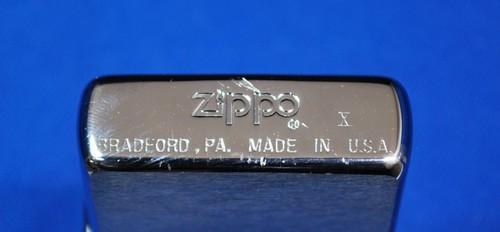 Zippo ®
X
BRADFORD, PA. MADE IN U.S.A.